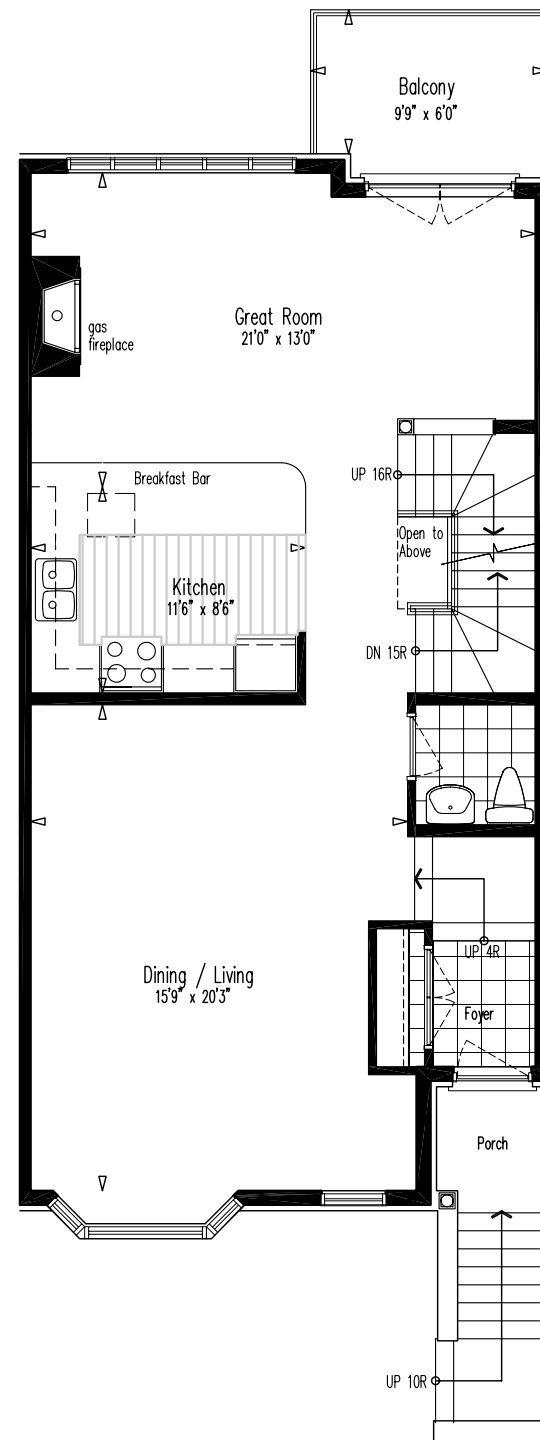 Balcony
9'9" x 6'0"
Great Room
21'0" x 13'0"
gas
fireplace
UP 16R
Breakfast Bar
Open to
Above
Kitchen
11'6" x 8'6"
DN 15R
UP 4R
Dining / Living
15'9" x 20'3"
Foyer
Porch
UP 10R